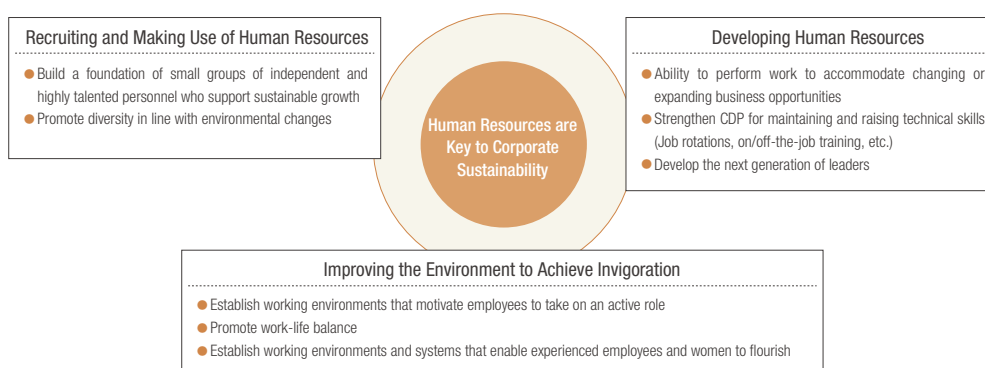 Recruiting and Making Use of Human Resources
● Build a foundation of small groups of independent and
highly talented personnel who support sustainable growth
● Promote diversity in line with environmental changes
Human Resources are
Key to Corporate
Sustainability
Developing Human Resources
● Ability to perform work to accommodate changing or
expanding business opportunities
● Strengthen CDP for maintaining and raising technical skills
(Job rotations, on/off-the-job training, etc.)
● Develop the next generation of leaders
Improving the Environment to Achieve Invigoration
● Establish working environments that motivate employees to take on an active role
● Promote work-life balance
● Establish working environments and systems that enable experienced employees and women to flourish